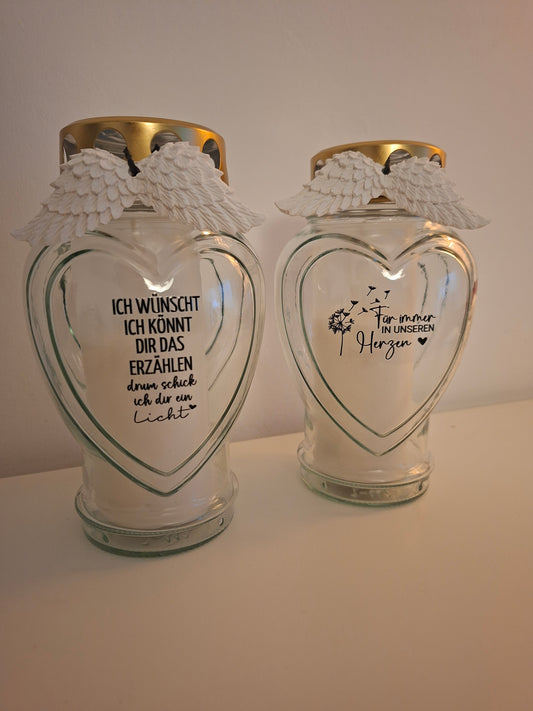 ICH WÜNSCHT
ICH KÖNNT
DIR DAS
ERZÄHLEN
drum schick
ich dir ein
Licht
Für immer
IN UNSEREN
Herzen